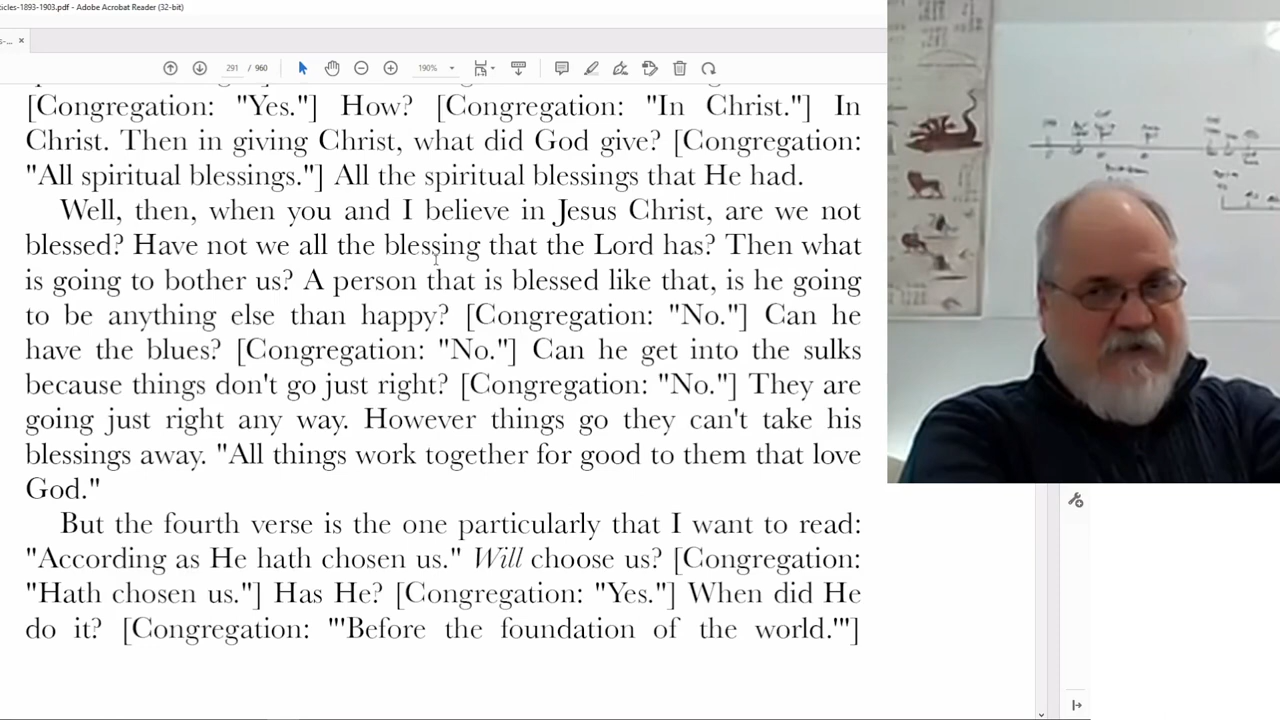 icles-1893-1903.pdf - Adobe Acrobat Reader (32-bit)
s-... ×
291 / 960
190%
[Congregation: "Yes."] How? [Congregation: "In Christ."] In
Christ. Then in giving Christ, what did God give? [Congregation:
"All spiritual blessings."] All the spiritual blessings that He had.
Well, then, when you and I believe in Jesus Christ, are we not
blessed? Have not we all the blessing that the Lord has? Then what
is going to bother us? A person that is blessed like that, is he going
to be anything else than happy? [Congregation: "No."] Can he
have the blues? [Congregation: "No."] Can he get into the sulks
because things don't go just right? [Congregation: "No."] They are
going just right any way. However things go they can't take his
blessings away. "All things work together for good to them that love
God."
But the fourth verse is the one particularly that I want to read:
"According as He hath chosen us." Will choose us? [Congregation:
"Hath chosen us."] Has He? [Congregation: "Yes."] When did He
do it? [Congregation: "'Before the foundation of the world.'"]